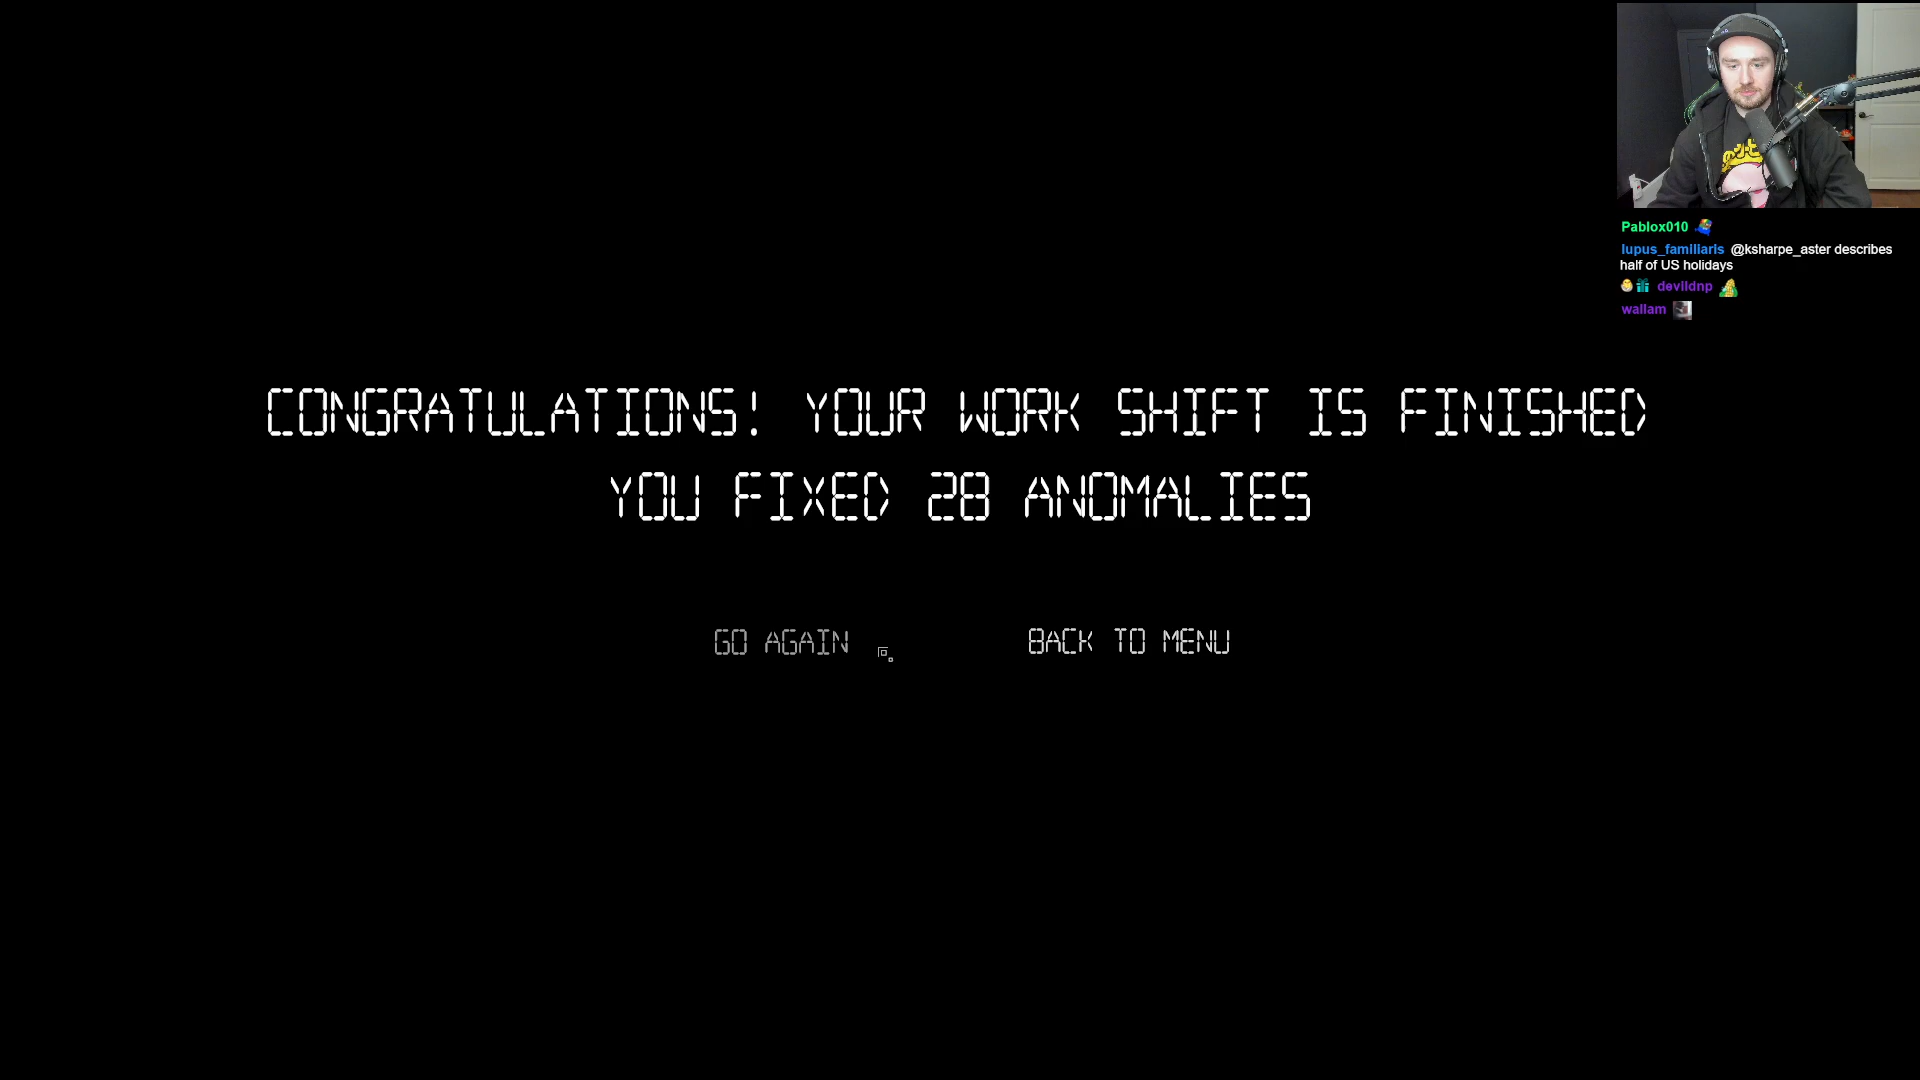 Pablox010
lupus_familiaris @ksharpe_aster describes
half of US holidays
devildnp
wallam
CONGRATULATIONS! YOUR WORK SHIFT IS FINISHED
YOU FIXED 28 ANOMALIES
GO AGAIN
BACK TO MENU